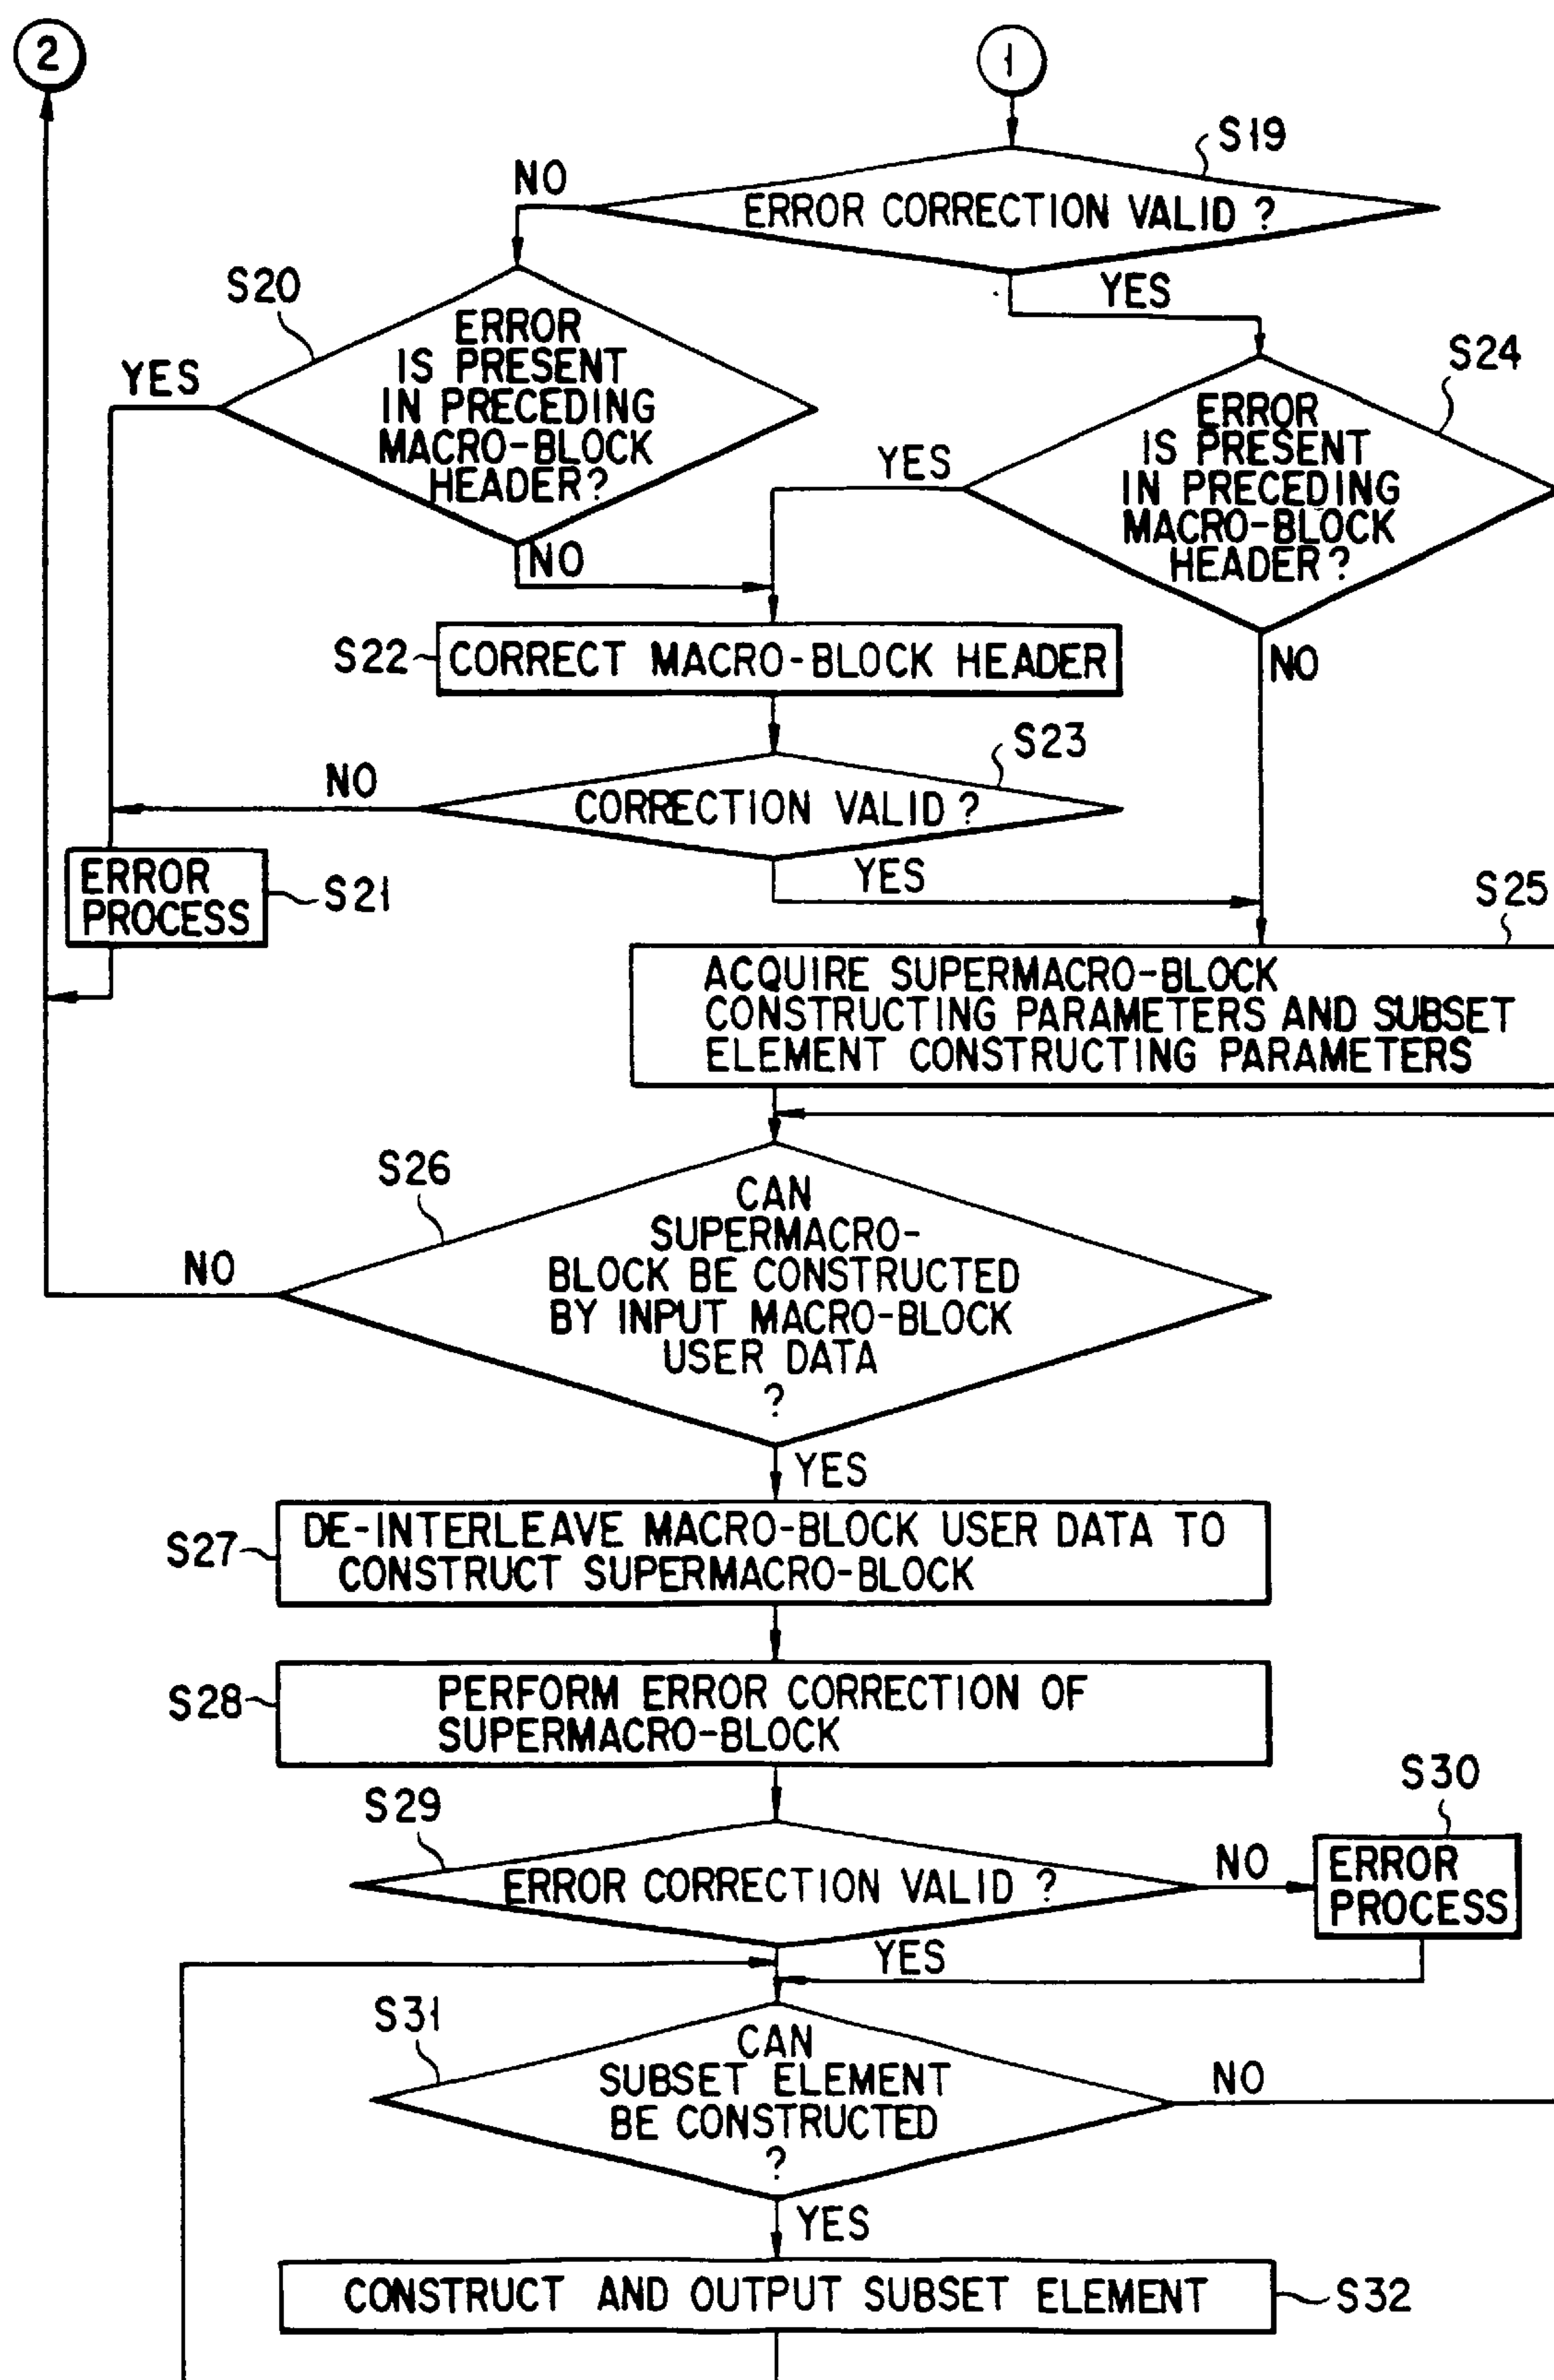 2
1
S19
NO
ERROR CORRECTION VALID ?
YES
S20
ERROR
IS PRESENT
IN PRECEDING
MACRO-BLOCK
HEADER?
YES
NO
S24
ERROR
IS PRESENT
IN PRECEDING
MACRO-BLOCK
HEADER?
YES
NO
S22
CORRECT MACRO-BLOCK HEADER
S23
NO
CORRECTION VALID ?
YES
ERROR
PROCESS
S21
S25
ACQUIRE SUPERMACRO-BLOCK
CONSTRUCTING PARAMETERS AND SUBSET
ELEMENT CONSTRUCTING PARAMETERS
S26
CAN
SUPERMACRO-
BLOCK BE CONSTRUCTED
BY INPUT MACRO-BLOCK
USER DATA
?
NO
YES
S27
DE-INTERLEAVE MACRO-BLOCK USER DATA TO
CONSTRUCT SUPERMACRO-BLOCK
S28
PERFORM ERROR CORRECTION OF
SUPERMACRO-BLOCK
S29
ERROR CORRECTION VALID ?
NO
S30
ERROR
PROCESS
YES
S31
CAN
SUBSET ELEMENT
BE CONSTRUCTED
?
NO
YES
CONSTRUCT AND OUTPUT SUBSET ELEMENT
S32